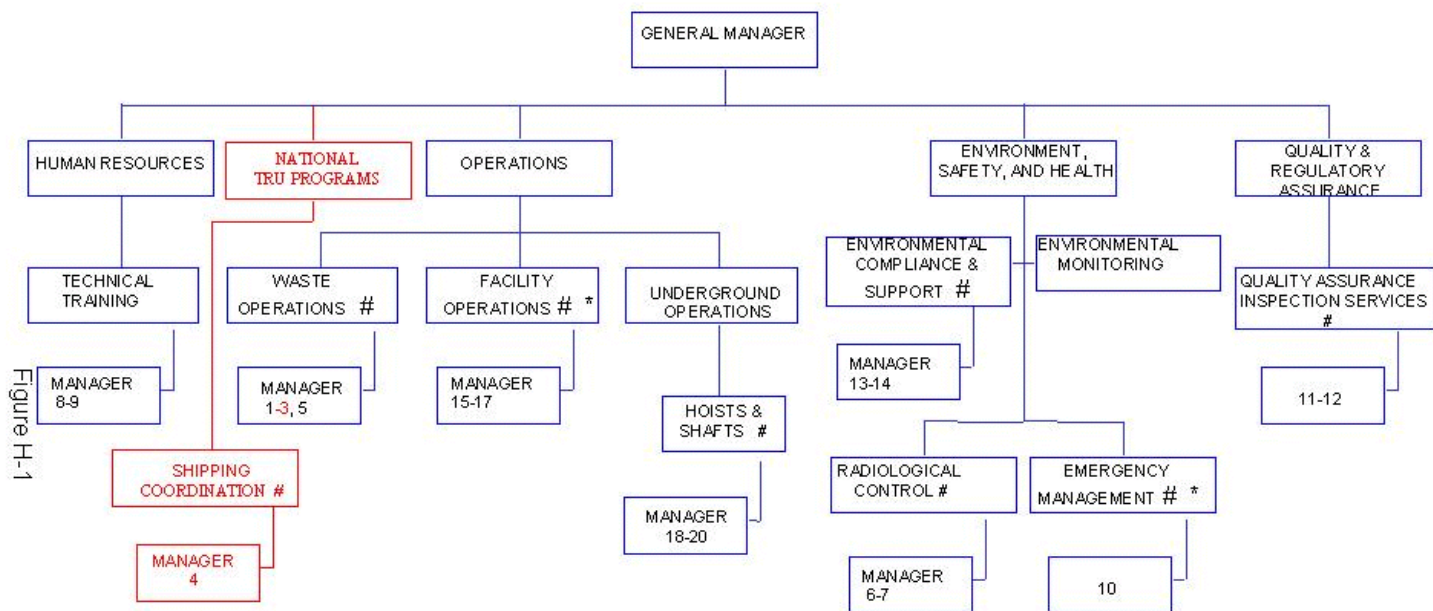 GENERAL MANAGER
HUMAN RESOURCES
NATIONAL
TRU PROGRAMS
OPERATIONS
ENVIRONMENT,
SAFETY, AND HEALTH
QUALITY &
REGULATORY
ASSURANCE
TECHNICAL
TRAINING
WASTE
OPERATIONS #
FACILITY
OPERATIONS # *
UNDERGROUND
OPERATIONS
ENVIRONMENTAL
COMPLIANCE &
SUPPORT #
ENVIRONMENTAL
MONITORING
QUALITY ASSURANCE
INSPECTION SERVICES
#
MANAGER
8-9
MANAGER
1-3, 5
MANAGER
15-17
HOISTS &
SHAFTS #
MANAGER
13-14
11-12
SHIPPING
COORDINATION #
RADIOLOGICAL
CONTROL #
EMERGENCY
MANAGEMENT # *
MANAGER
4
MANAGER
18-20
MANAGER
6-7
10
Figure H-1